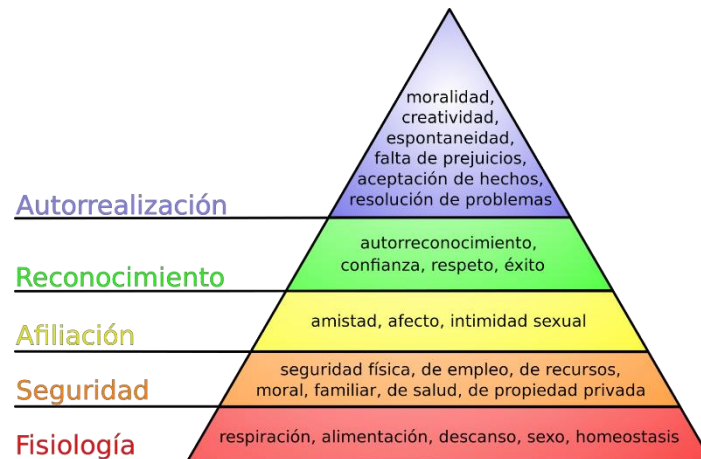 moralidad,
creatividad,
espontaneidad,
falta de prejuicios,
aceptación de hechos,
resolución de problemas
Autorrealización
autorreconocimiento,
confianza, respeto, éxito
Reconocimiento
amistad, afecto, intimidad sexual
Afiliación
seguridad física, de empleo, de recursos,
moral, familiar, de salud, de propiedad privada
Seguridad
respiración, alimentación, descanso, sexo, homeostasis
Fisiología